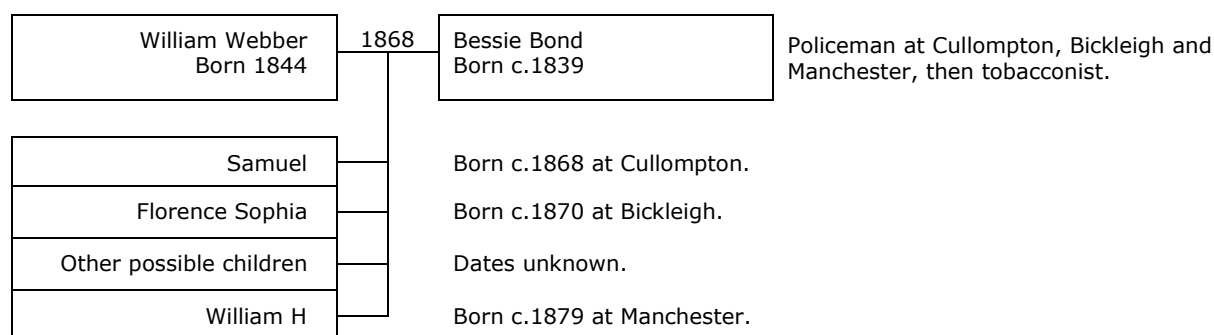 William Webber
Born 1844
1868
Bessie Bond
Born c.1839
Policeman at Cullompton, Bickleigh and
Manchester, then tobacconist.
Samuel
Born c.1868 at Cullompton.
Florence Sophia
Born c.1870 at Bickleigh.
Other possible children
Dates unknown.
William H
Born c.1879 at Manchester.